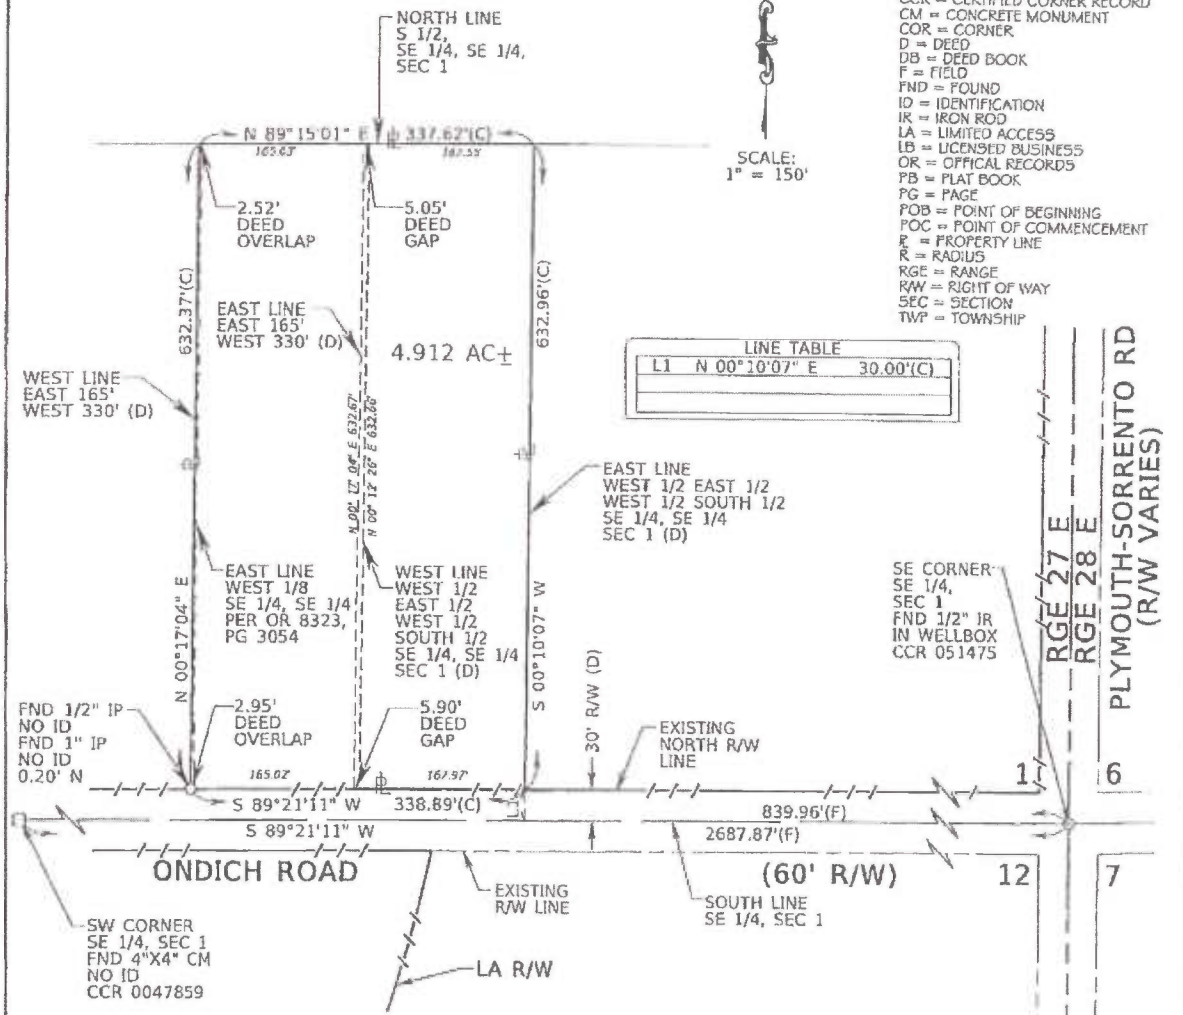 NORTH LINE
S 1/2,
SE 1/4, SE 1/4,
SEC 1
N 89°15'01" E
337.62'(C)
165.03'
167.55'
2.52'
DEED
OVERLAP
5.05'
DEED
GAP
SCALE:
1" = 150'
CCR = CERTIFIED CORNER RECORD
CM = CONCRETE MONUMENT
COR = CORNER
D = DEED
DB = DEED BOOK
F = FIELD
FND = FOUND
ID = IDENTIFICATION
IR = IRON ROD
LA = LIMITED ACCESS
LB = LICENSED BUSINESS
OR = OFFICAL RECORDS
PB = PLAT BOOK
PG = PAGE
POB = POINT OF BEGINNING
POC = POINT OF COMMENCEMENT
= PROPERTY LINE
R = RADIUS
RGE = RANGE
R/W = RIGHT OF WAY
SEC = SECTION
TWP = TOWNSHIP
632.37'(C)
EAST LINE
EAST 165'
WEST 330' (D)
4.912 AC±
632.96'(C)
LINE TABLE
L1 N 00°10'07" E 30.00'(C)
WEST LINE
EAST 165'
WEST 330' (D)
N 00° 17' 04" E 632.67'
N 00° 12' 26" E 632.66'
EAST LINE
WEST 1/2 EAST 1/2
WEST 1/2 SOUTH 1/2
SE 1/4, SE 1/4
SEC 1 (D)
EAST LINE
WEST 1/8
SE 1/4, SE 1/4
PER OR 8323,
PG 3054
WEST LINE
WEST 1/2
EAST 1/2
WEST 1/2
SOUTH 1/2
SE 1/4, SE 1/4
SEC 1 (D)
N 00°17'04" E
S 00°10'07" W
SE CORNER
SE 1/4,
SEC 1
FND 1/2" IR
IN WELLBOX
CCR 051475
RGE 27 E
RGE 28 E
PLYMOUTH-SORRENTO RD
(R/W VARIES)
FND 1/2" IP
NO ID
FND 1" IP
NO ID
0.20' N
2.95'
DEED
OVERLAP
5.90'
DEED
GAP
30' R/W (D)
EXISTING
NORTH R/W
LINE
165.02'
167.97'
1
6
S 89°21'11" W
338.89'(C)
L1
839.96'(F)
S 89°21'11" W
2687.87'(F)
ONDICH ROAD
(60' R/W)
12
7
EXISTING
R/W LINE
SOUTH LINE
SE 1/4, SEC 1
SW CORNER
SE 1/4, SEC 1
FND 4"X4" CM
NO ID
CCR 0047859
LA R/W